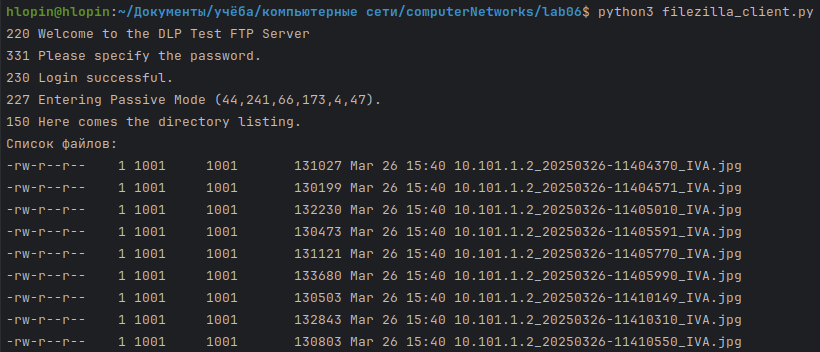 hlopin@hlopin:~/Документы/учёба/компьютерные сети/computerNetworks/lab06$ python3 filezilla_client.py
220 Welcome to the DLP Test FTP Server
331 Please specify the password.
230 Login successful.
227 Entering Passive Mode (44,241,66,173,4,47).
150 Here comes the directory listing.
Список файлов:
-rw-r--r--    1 1001     1001       131027 Mar 26 15:40 10.101.1.2_20250326-11404370_IVA.jpg
-rw-r--r--    1 1001     1001       130199 Mar 26 15:40 10.101.1.2_20250326-11404571_IVA.jpg
-rw-r--r--    1 1001     1001       132230 Mar 26 15:40 10.101.1.2_20250326-11405010_IVA.jpg
-rw-r--r--    1 1001     1001       130473 Mar 26 15:40 10.101.1.2_20250326-11405591_IVA.jpg
-rw-r--r--    1 1001     1001       131121 Mar 26 15:40 10.101.1.2_20250326-11405770_IVA.jpg
-rw-r--r--    1 1001     1001       133680 Mar 26 15:40 10.101.1.2_20250326-11405990_IVA.jpg
-rw-r--r--    1 1001     1001       130503 Mar 26 15:40 10.101.1.2_20250326-11410149_IVA.jpg
-rw-r--r--    1 1001     1001       132843 Mar 26 15:40 10.101.1.2_20250326-11410310_IVA.jpg
-rw-r--r--    1 1001     1001       130803 Mar 26 15:40 10.101.1.2_20250326-11410550_IVA.jpg